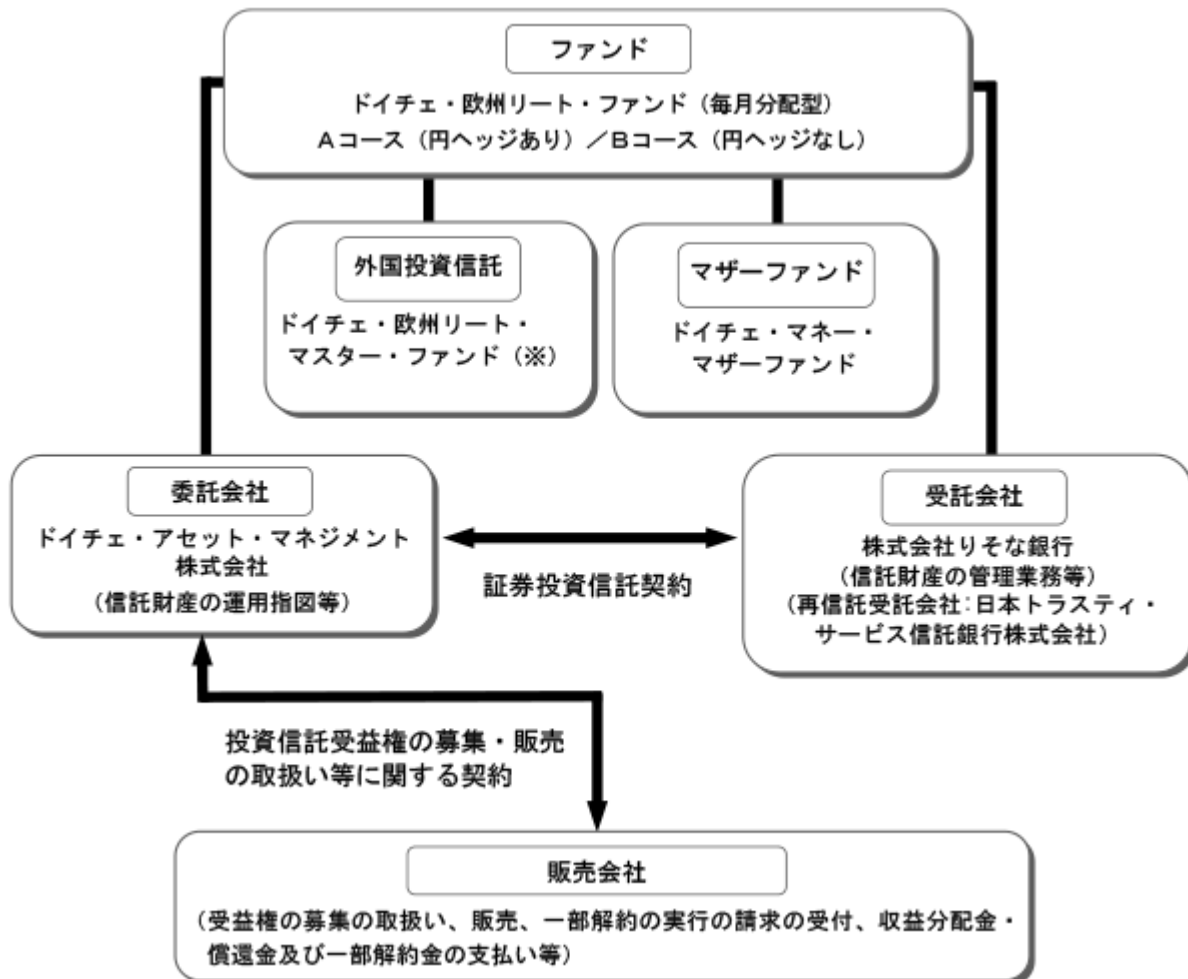 ファンド
ドイチェ・欧州リート・ファンド（毎月分配型）
Aコース（円ヘッジあり）／Bコース（円ヘッジなし）
外国投資信託
ドイチェ・欧州リート・
マスター・ファンド（※）
マザーファンド
ドイチェ・マネー・
マザーファンド
委託会社
ドイチェ・アセット・マネジメント
株式会社
（信託財産の運用指図等）
証券投資信託契約
受託会社
株式会社りそな銀行
（信託財産の管理業務等）
（再信託受託会社：日本トラスティ・
サービス信託銀行株式会社）
投資信託受益権の募集・販売
の取扱い等に関する契約
販売会社
（受益権の募集の取扱い、販売、一部解約の実行の請求の受付、収益分配金・
償還金及び一部解約金の支払い等）